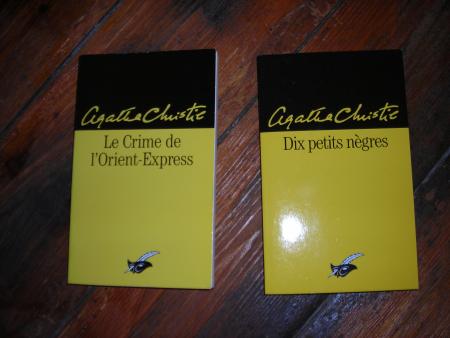 Agatha Christie
Le Crime de
l'Orient-Express
Agatha Christie
Dix petits nègres